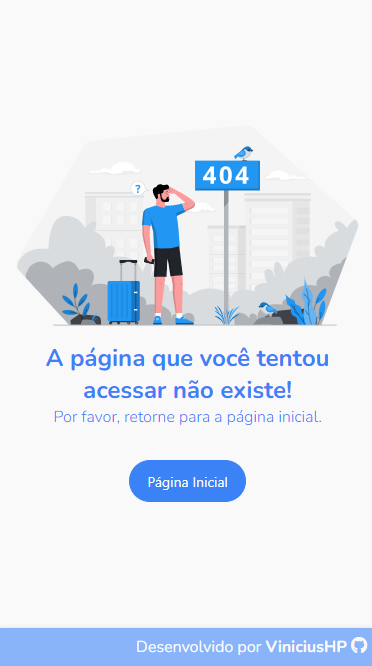 ?
404
A página que você tentou
acessar não existe!
Por favor, retorne para a página inicial.
Página Inicial
Desenvolvido por ViniciusHP